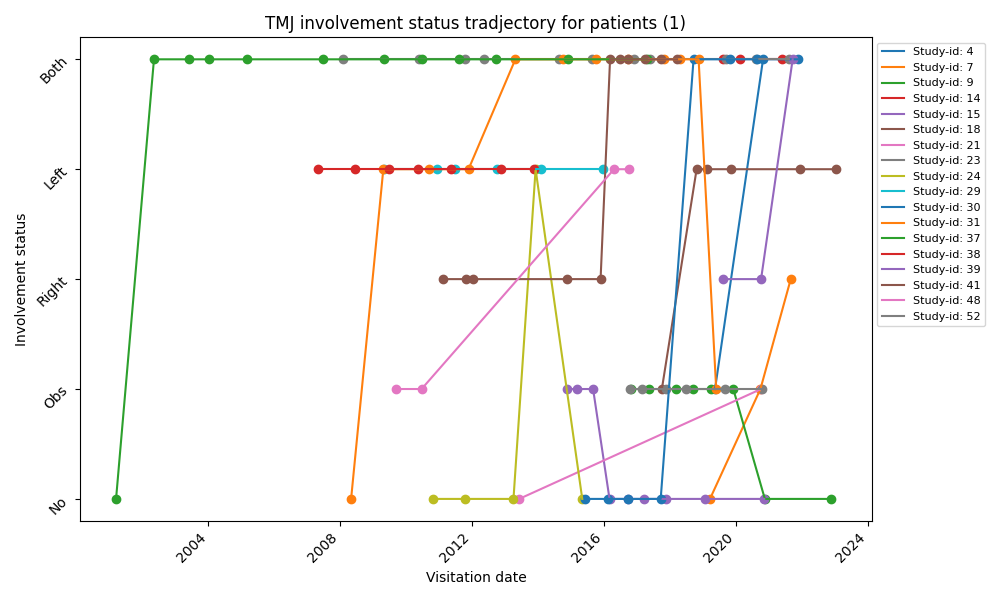 TMJ involvement status tradjectory for patients (1)
Both
Left
Right
Obs
No
Involvement status
2004
2008
2012
2016
2020
2024
Visitation date
Study-id: 4
Study-id: 7
Study-id: 9
Study-id: 14
Study-id: 15
Study-id: 18
Study-id: 21
Study-id: 23
Study-id: 24
Study-id: 29
Study-id: 30
Study-id: 31
Study-id: 37
Study-id: 38
Study-id: 39
Study-id: 41
Study-id: 48
Study-id: 52